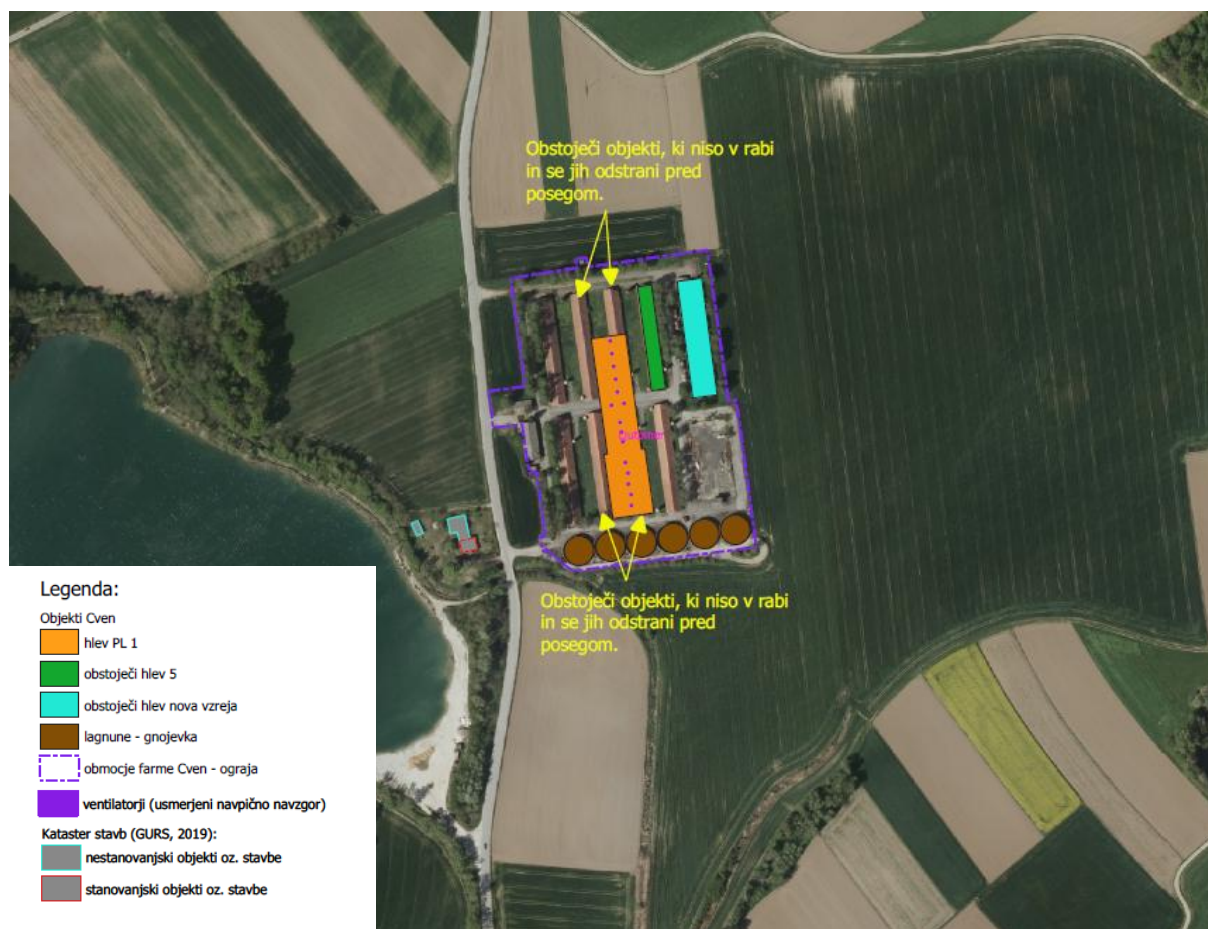 Obstoječi objekti, ki niso v rabi
in se jih odstrani pred
posegom.
Obstoječi objekti, ki niso v rabi
in se jih odstrani pred
posegom.
Legenda:
Objekti Cven
hlev PL 1
obstoječi hlev 5
obstoječi hlev nova vzreja
lagnune - gnojevka
obmocje farme Cven - ograja
ventilatorji (usmerjeni navpično navzgor)
Kataster stavb (GURS, 2019):
nestanovanjski objekti oz. stavbe
stanovanjski objekti oz. stavbe